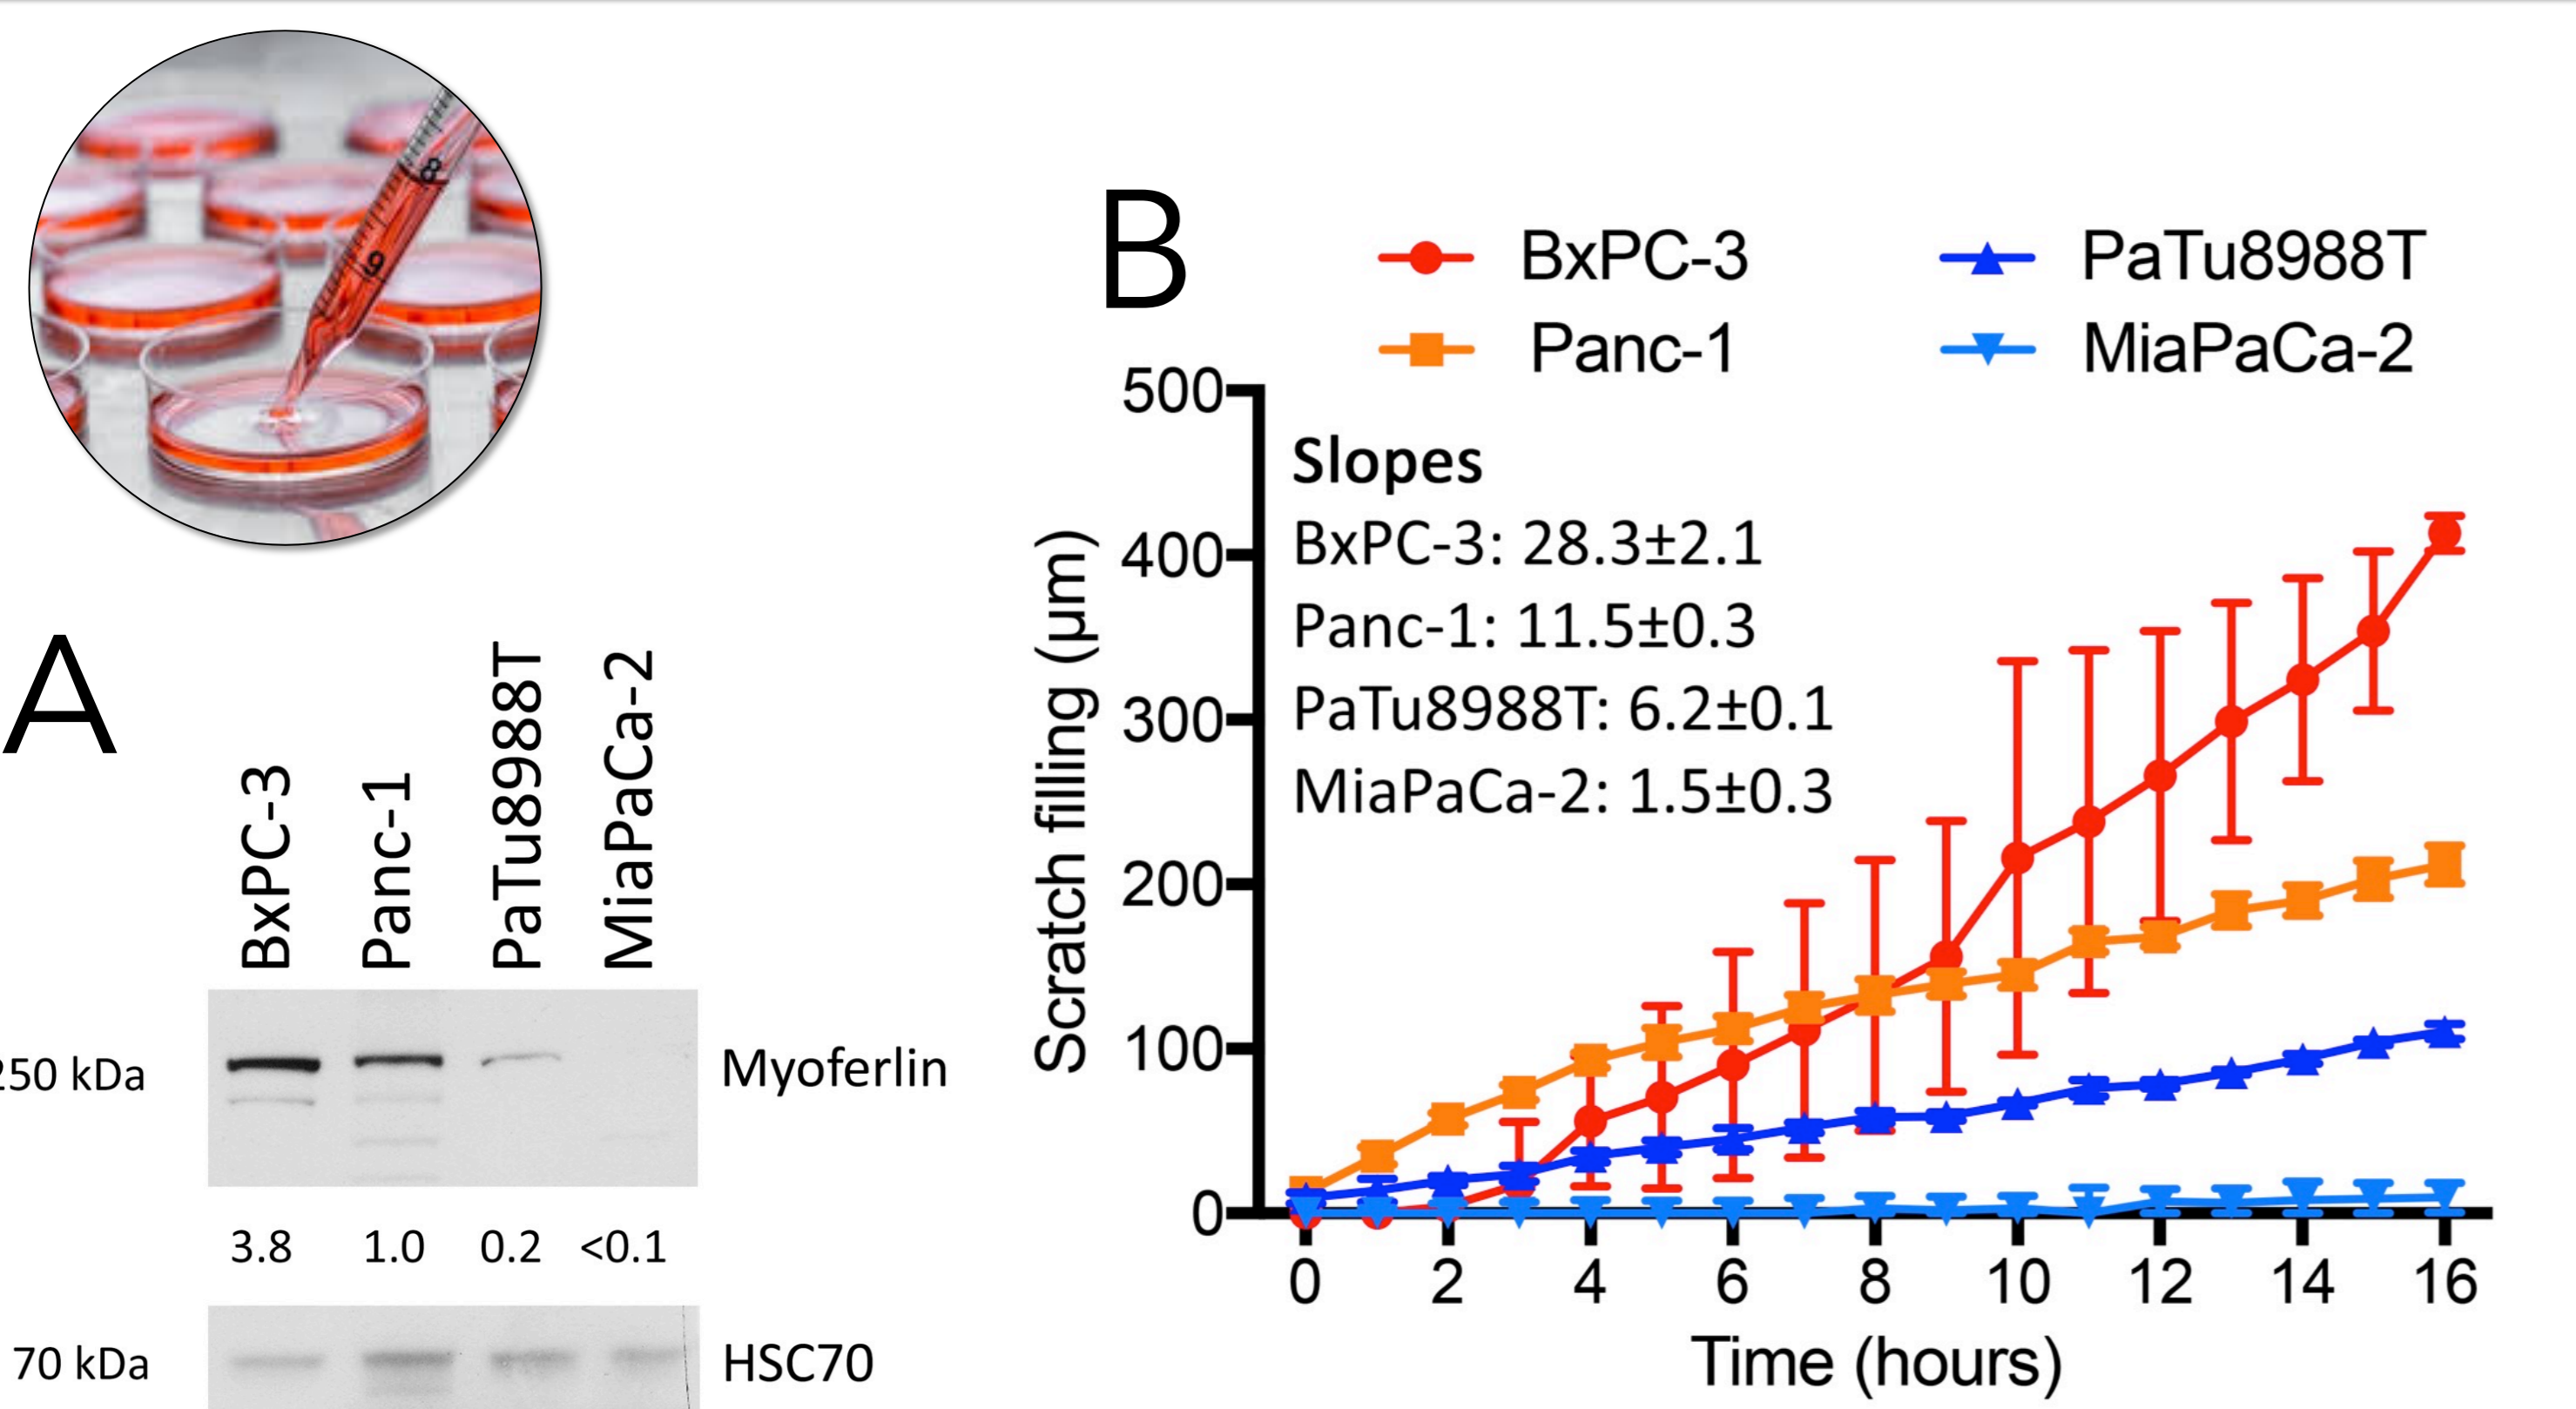 8
9
A
BxPC-3
Panc-1
PaTu8988T
MiaPaCa-2
250 kDa
Myoferlin
3.8 1.0 0.2 <0.1
70 kDa
HSC70
B
BxPC-3
PaTu8988T
Panc-1
MiaPaCa-2
Scratch filling (µm)
500
400
300
200
100
0
Slopes
BxPC-3: 28.3±2.1
Panc-1: 11.5±0.3
PaTu8988T: 6.2±0.1
MiaPaCa-2: 1.5±0.3
0 2 4 6 8 10 12 14 16
Time (hours)